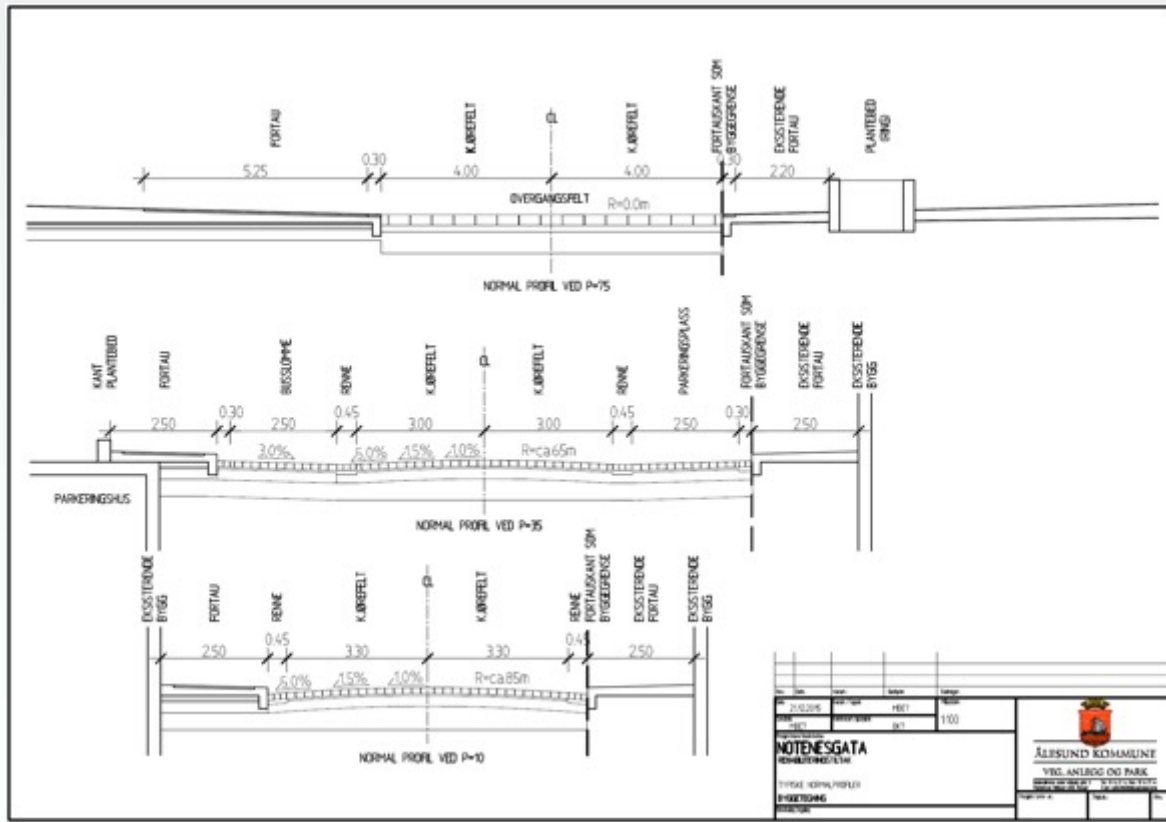 FORTAU
KJØREFELT
KJØREFELT
FORTAUSKANT SOM
BYGGEGRENSE
EKSISTERENDE
FORTAU
PLANTEBED
(RING)
5.25
0.30
4.00
4.00
0.30
2.20
OVERGANGSFELT
R=0.0m
NORMAL PROFIL VED P=75
KANT
PLANTEBED
FORTAU
BUSSLOMME
RENNE
KJØREFELT
KJØREFELT
RENNE
PARKERINGSPLASS
FORTAUSKANT SOM
BYGGEGRENSE
EKSISTERENDE
FORTAU
EKSISTERENDE
BYGG
2.50
0.30
2.50
0.45
3.00
3.00
0.45
2.50
0.30
2.50
3.0%
6.0%
1.5%
1.0%
R=ca.65m
PARKERINGSHUS
NORMAL PROFIL VED P=35
EKSISTERENDE
BYGG
FORTAU
RENNE
KJØREFELT
KJØREFELT
RENNE
FORTAUSKANT SOM
BYGGEGRENSE
EKSISTERENDE
FORTAU
EKSISTERENDE
BYGG
2.50
0.45
3.30
3.30
0.45
2.50
6.0%
1.5%
1.0%
R=ca.85m
NORMAL PROFIL VED P=10
1:100
NOTENESGATA
REHABILITERINGSTILTAK
TYPISKE NORMALPROFILER
BYGGETEGNING
ÅLESUND KOMMUNE
VEG, ANLEGG OG PARK